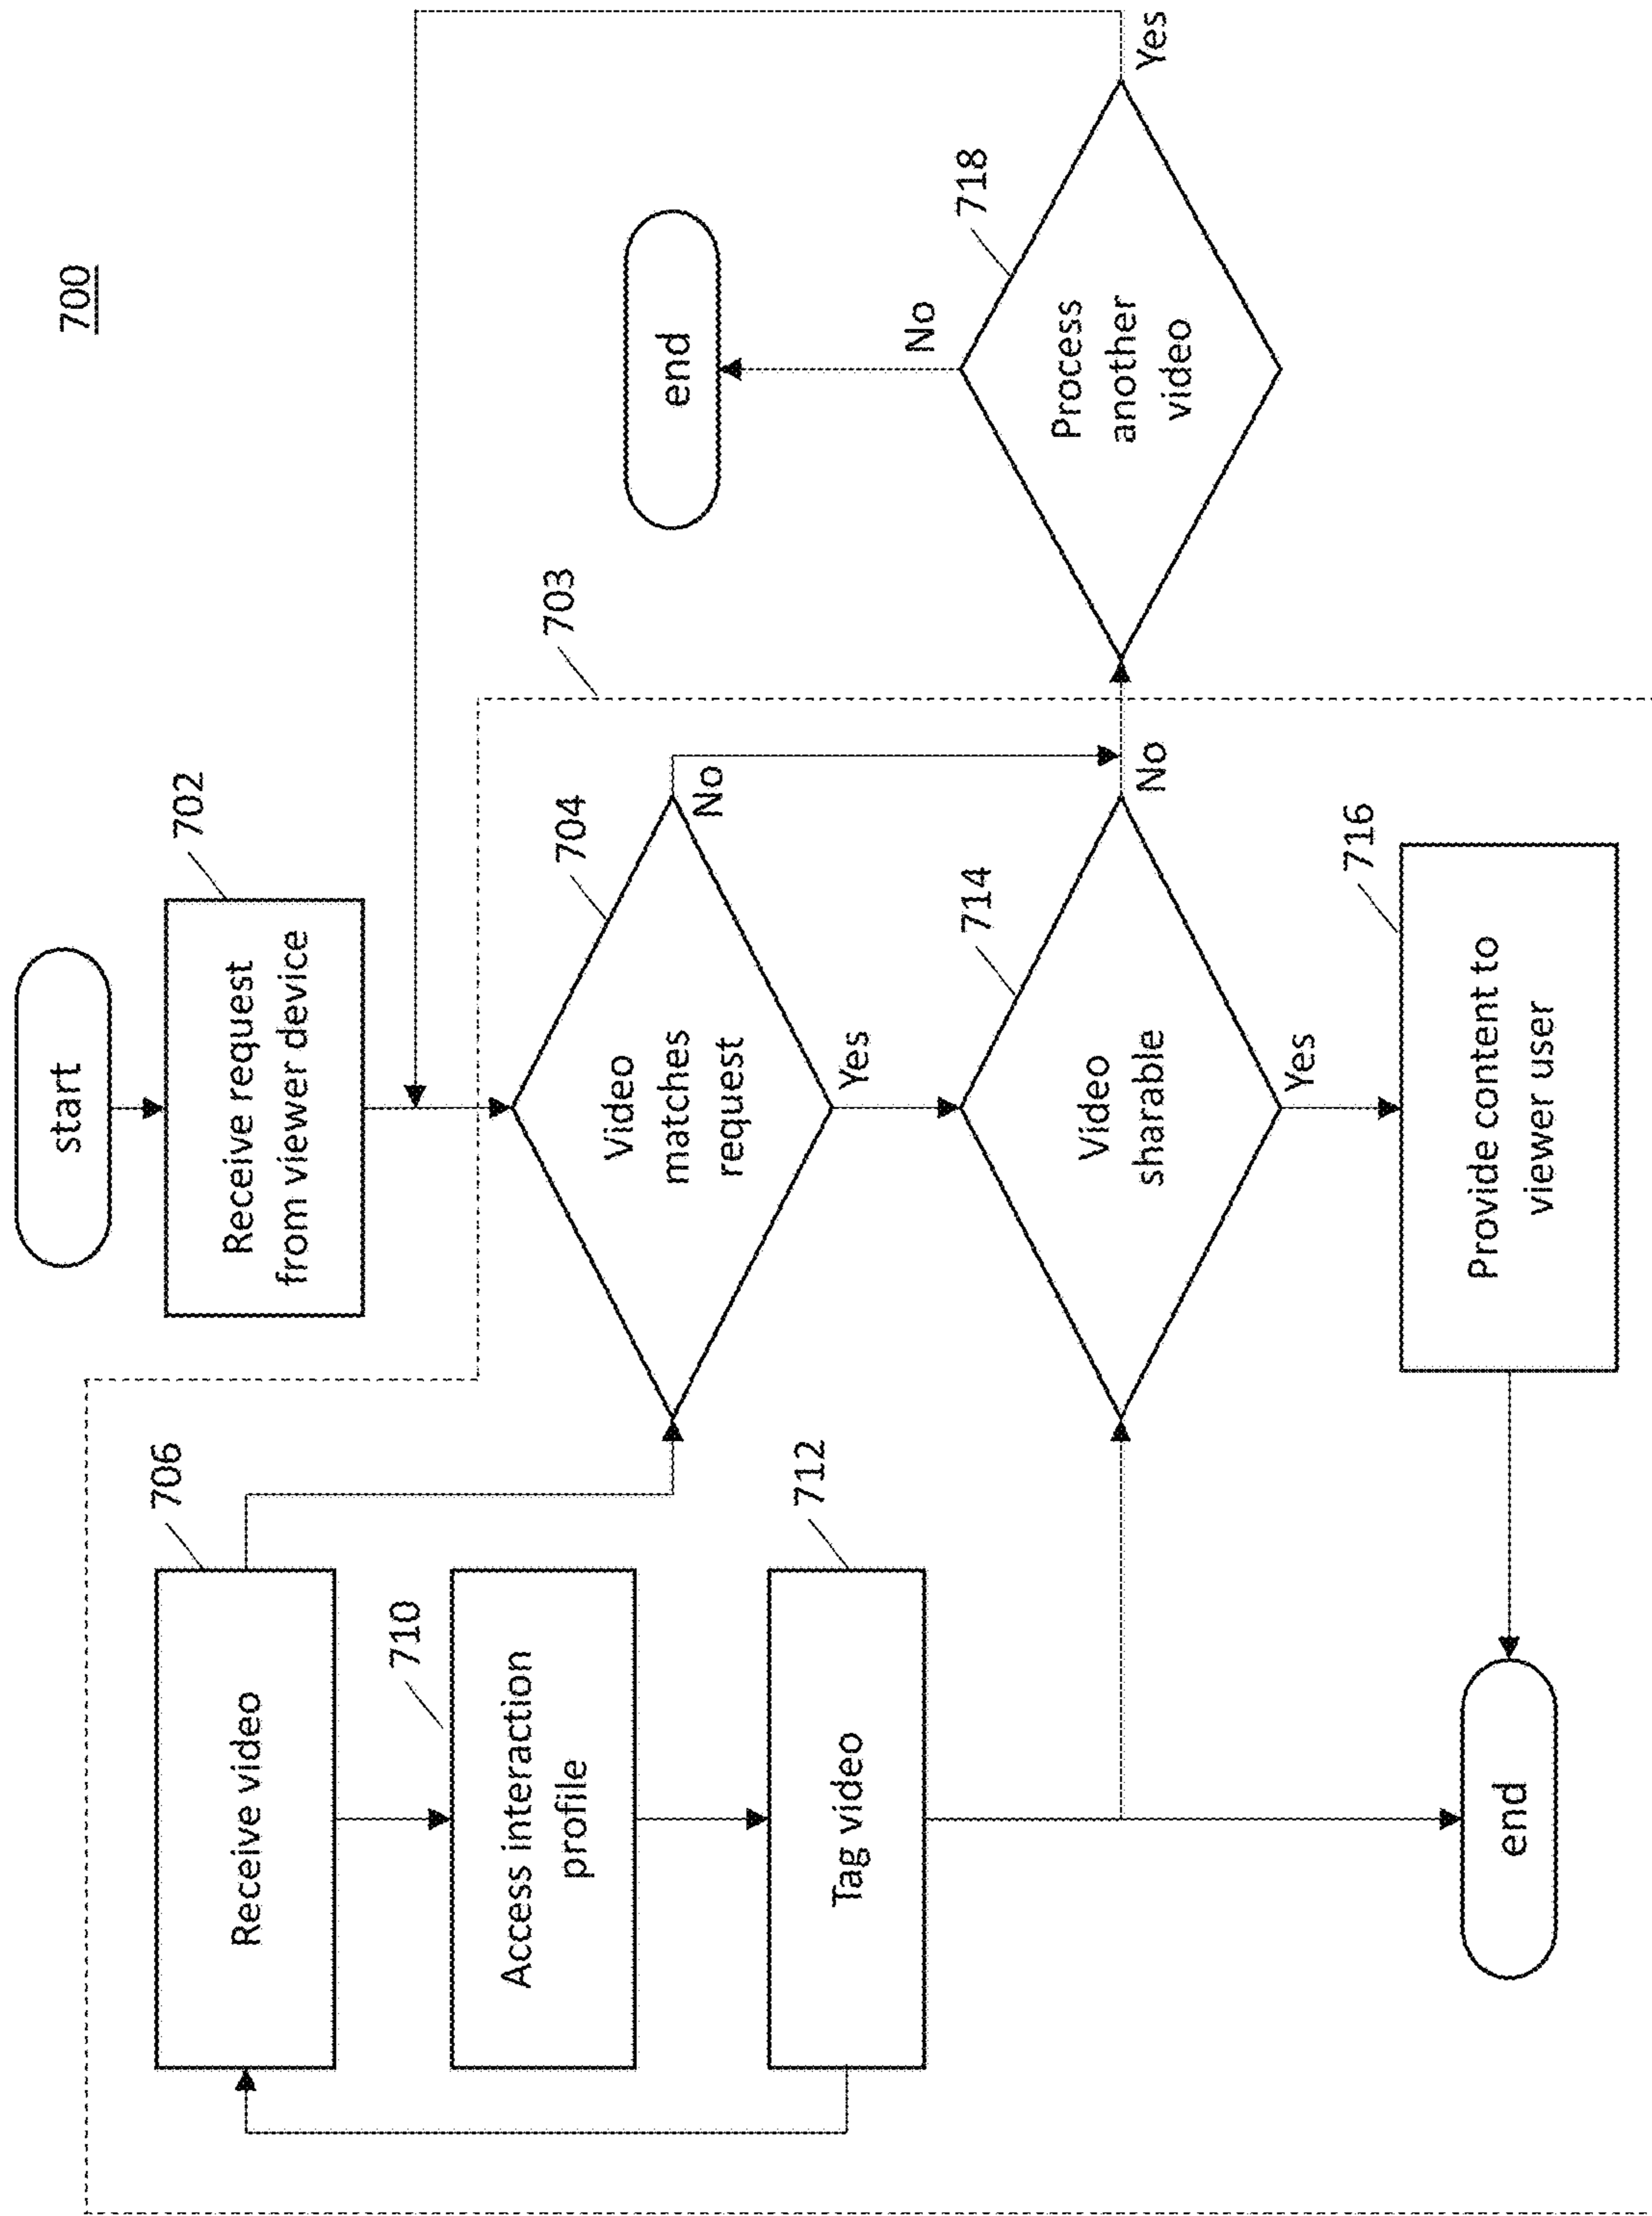 700
start
702
Receive request
from viewer device
703
706
Receive video
710
Access interaction
profile
712
Tag video
704
Video
matches
request
No
Yes
714
Video
sharable
No
Yes
716
Provide content to
viewer user
end
718
Process
another
video
No
Yes
end